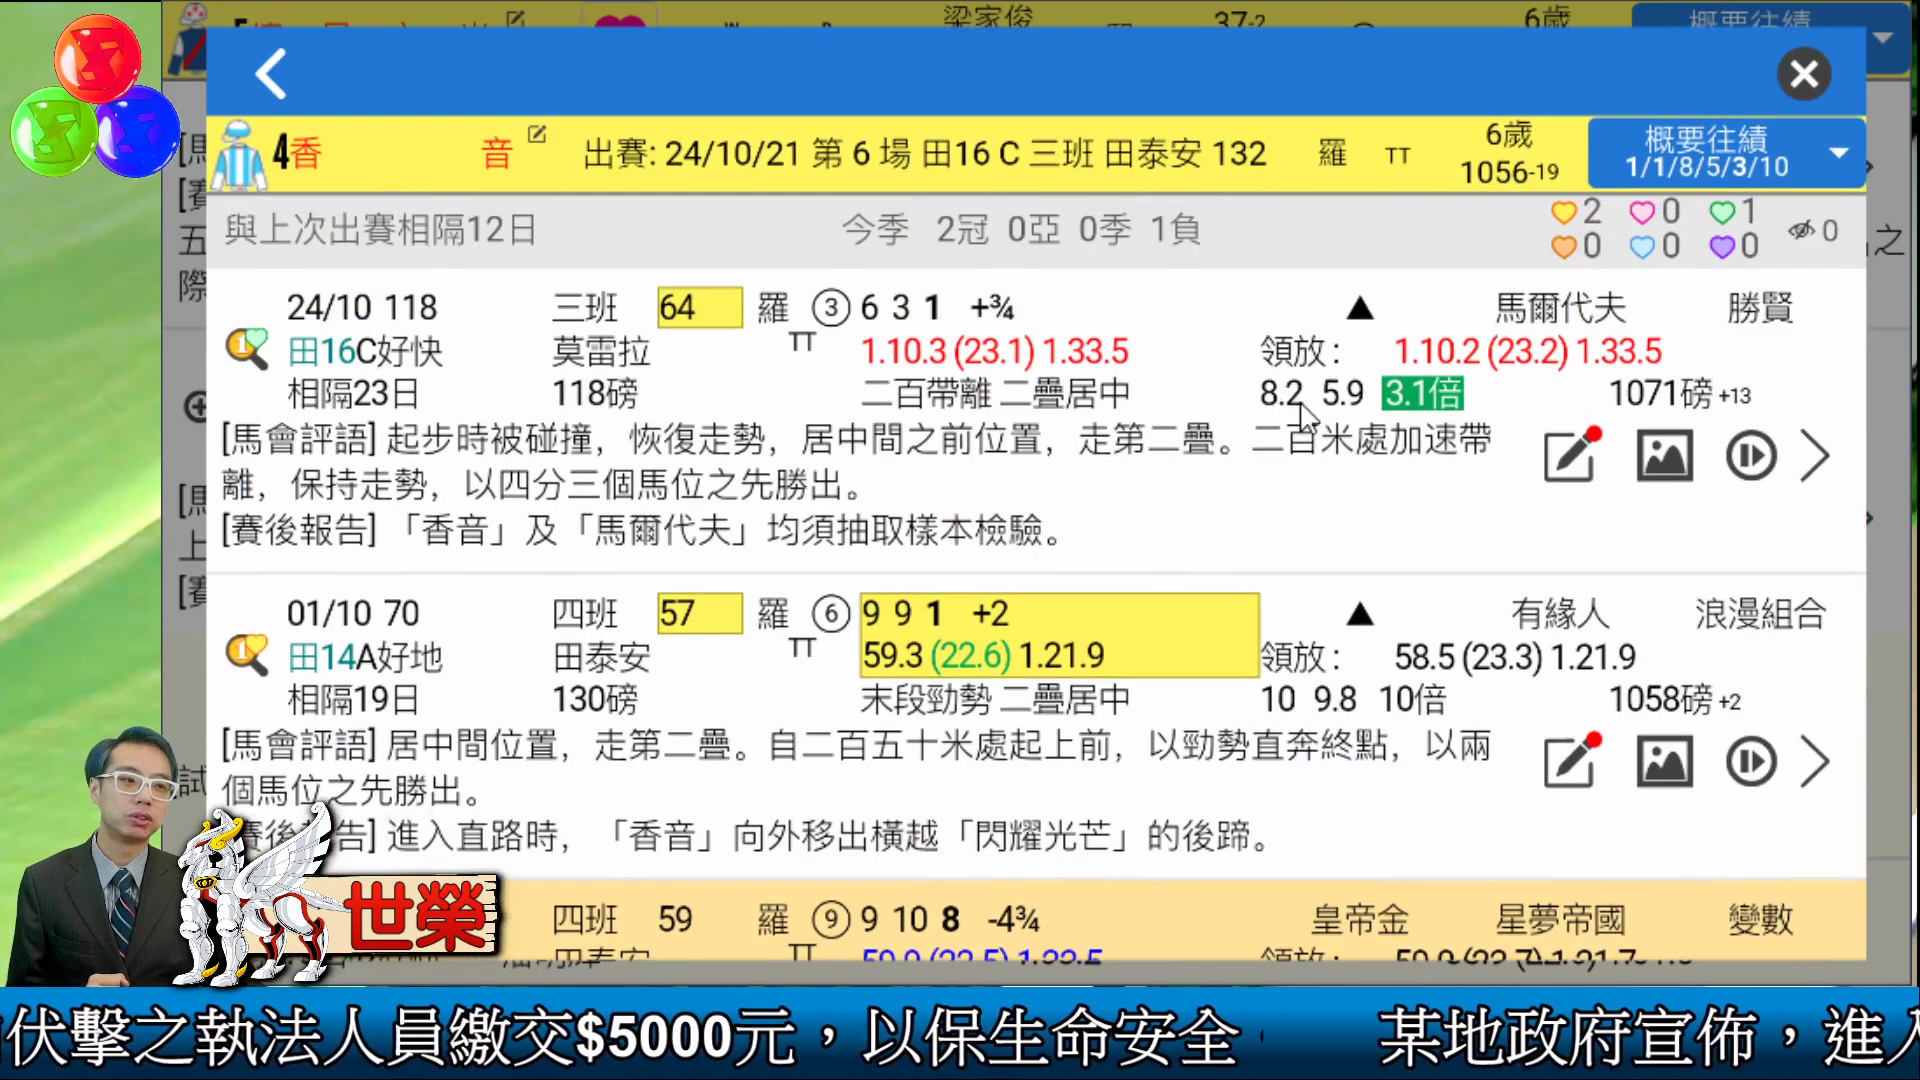 梁家俊
37-2
6歲
概要往績
4香 音
出賽: 24/10/21 第 6 場 田16 C 三班 田泰安 132
羅 TT
6歲
1056-19
概要往績
1/1/8/5/3/10
與上次出賽相隔12日
今季 2冠 0亞 0季 1負
2 0 1
0 0 0
0
24/10 118 三班 64 羅 ③ 6 3 1 +¾ ▲ 馬爾代夫 勝賢
田16C好快 莫雷拉 TT 1.10.3 (23.1) 1.33.5 領放: 1.10.2 (23.2) 1.33.5
相隔23日 118磅 二百帶離 二疊居中 8.2 5.9 3.1倍 1071磅 +13
[馬會評語] 起步時被碰撞，恢復走勢，居中間之前位置，走第二疊。二百米處加速帶
離，保持走勢，以四分三個馬位之先勝出。
[賽後報告] 「香音」及「馬爾代夫」均須抽取樣本檢驗。
01/10 70 四班 57 羅 ⑥ 9 9 1 +2 ▲ 有緣人 浪漫組合
田14A好地 田泰安 TT 59.3 (22.6) 1.21.9 領放: 58.5 (23.3) 1.21.9
相隔19日 130磅 末段勁勢 二疊居中 10 9.8 10倍 1058磅 +2
[馬會評語] 居中間位置，走第二疊。自二百五十米處起上前，以勁勢直奔終點，以兩
個馬位之先勝出。
賽後報告] 進入直路時，「香音」向外移出橫越「閃耀光芒」的後蹄。
四班 59 羅 ⑨ 9 10 8 -4¾ 皇帝金 星夢帝國 變數
世榮
伏擊之執法人員繳交$5000元，以保生命安全
某地政府宣佈，進入